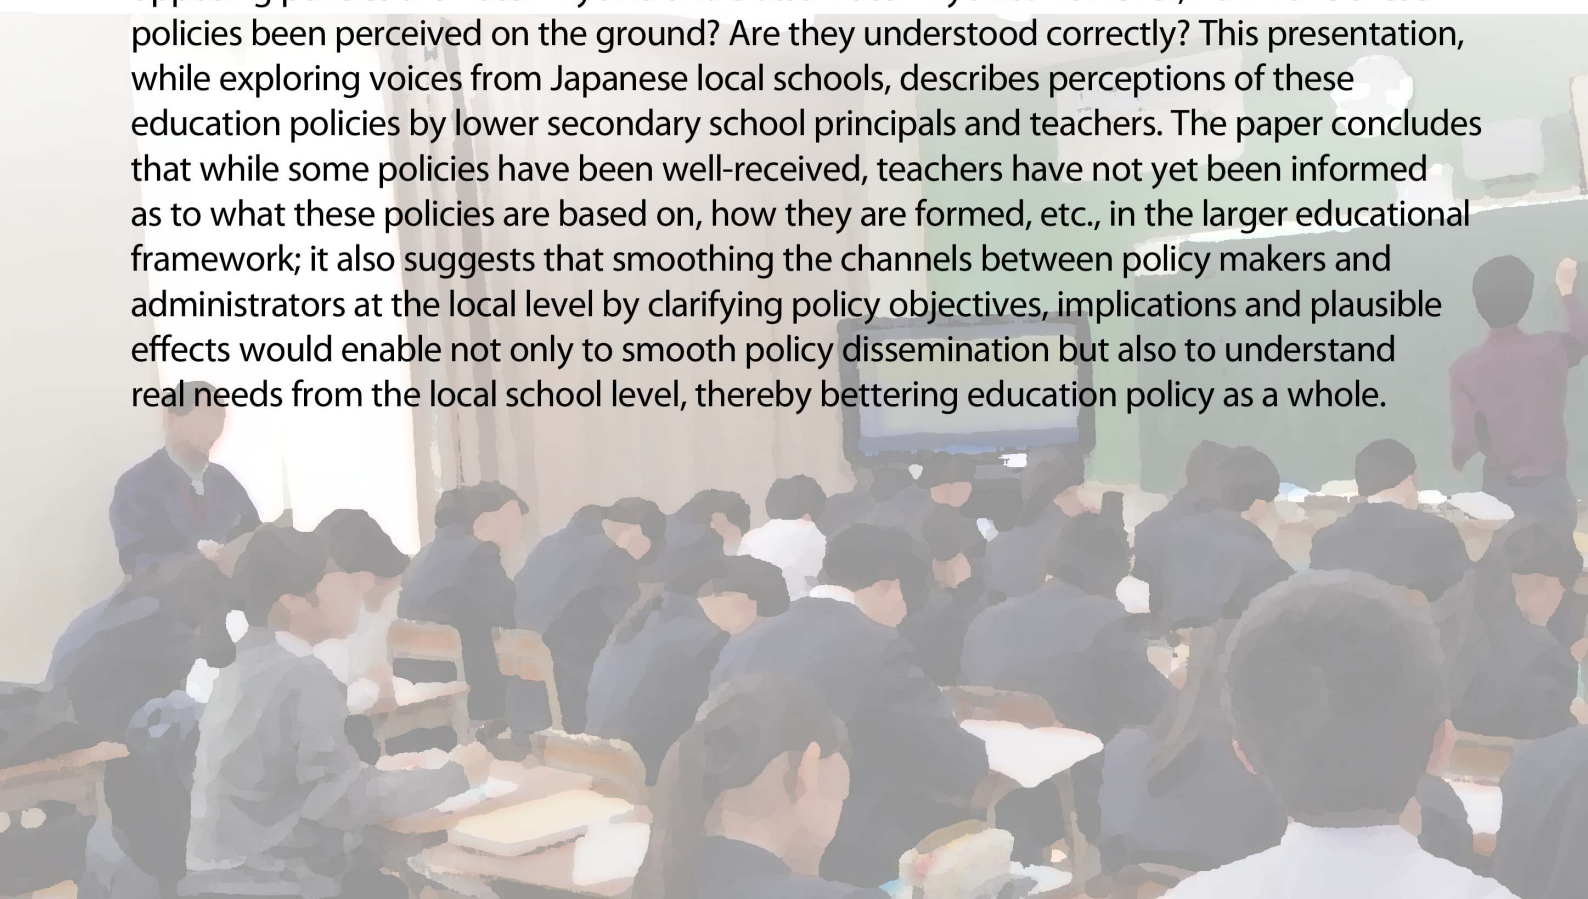 policies been perceived on the ground? Are they understood correctly? This presentation,
while exploring voices from Japanese local schools, describes perceptions of these
education policies by lower secondary school principals and teachers. The paper concludes
that while some policies have been well-received, teachers have not yet been informed
as to what these policies are based on, how they are formed, etc., in the larger educational
framework; it also suggests that smoothing the channels between policy makers and
administrators at the local level by clarifying policy objectives, implications and plausible
effects would enable not only to smooth policy dissemination but also to understand
real needs from the local school level, thereby bettering education policy as a whole.